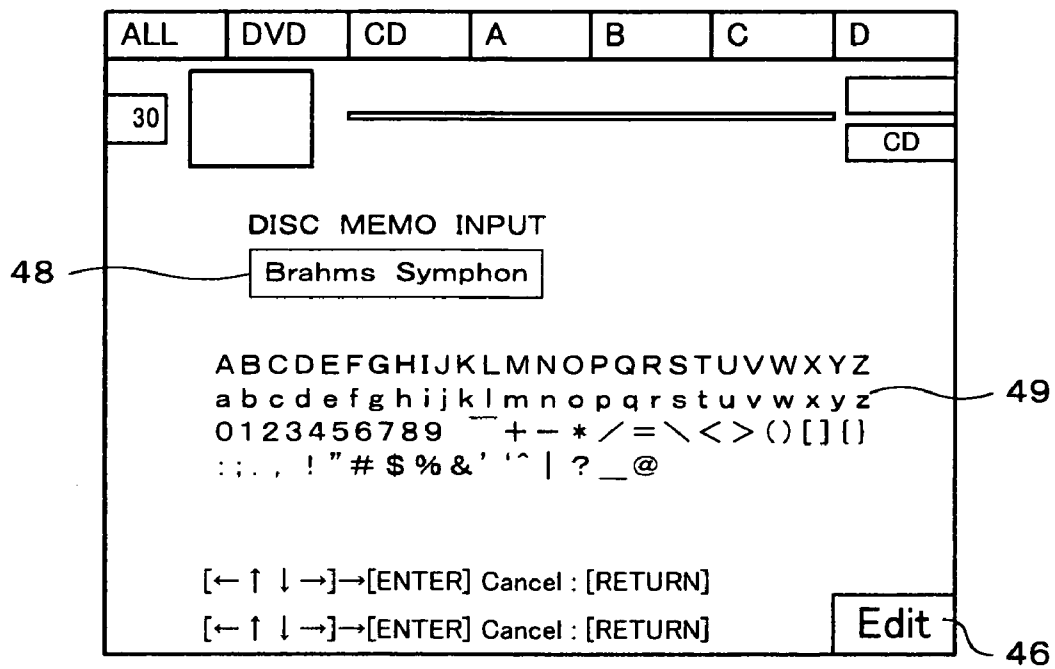 ALL DVD CD A B C D
30
CD
DISC MEMO INPUT
48
Brahms Symphon
ABCDEFGHIJKLMNOPQRSTUVWXYZ
abcdefghijklmnopqrstuvwxyz
49
0123456789 ‾+−*/=\<>()[]{}
:;., !"#$%&' '^|?_@
[←↑↓→]→[ENTER] Cancel : [RETURN]
[←↑↓→]→[ENTER] Cancel : [RETURN]
Edit
46